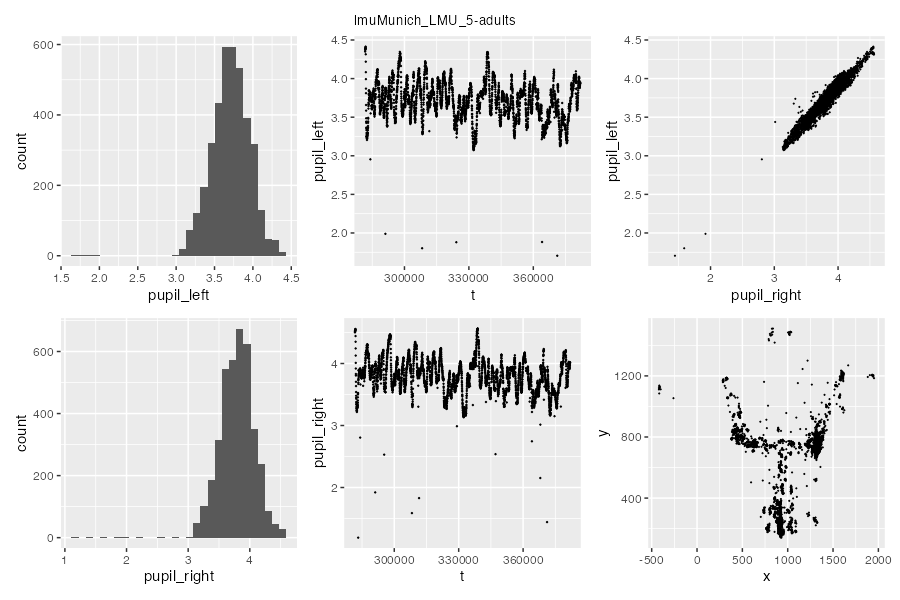 lmuMunich_LMU_5-adults
600
400
200
0
count
1.5 2.0 2.5 3.0 3.5 4.0 4.5
pupil_left
4.5
4.0
3.5
3.0
2.5
2.0
pupil_left
300000 330000 360000
t
4.5
4.0
3.5
3.0
2.5
2.0
pupil_left
2 3 4
pupil_right
600
400
200
0
count
1 2 3 4
pupil_right
4
3
2
pupil_right
300000 330000 360000
t
1200
800
400
y
-500 0 500 1000 1500 2000
x